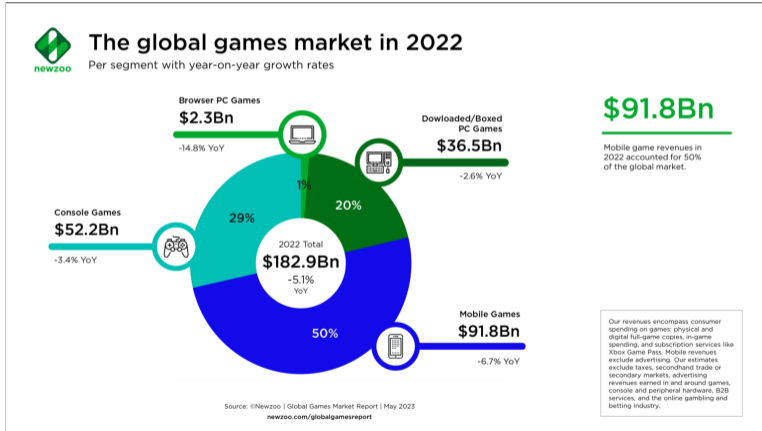 The global games market in 2022
Per segment with year-on-year growth rates
newzoo
Browser PC Games
$2.3Bn
-14.8% YoY
Dowloaded/Boxed
PC Games
$36.5Bn
-2.6% YoY
$91.8Bn
Mobile game revenues in
2022 accounted for 50%
of the global market.
Console Games
$52.2Bn
-3.4% YoY
1%
20%
29%
50%
2022 Total
$182.9Bn
-5.1%
YoY
Mobile Games
$91.8Bn
-6.7% YoY
Our revenues encompass consumer
spending on games: physical and
digital full-game copies, in-game
spending, and subscription services like
Xbox Game Pass. Mobile revenues
exclude advertising. Our estimates
exclude taxes, secondhand trade or
secondary markets, advertising
revenues earned in and around games,
console and peripheral hardware, B2B
services, and the online gambling and
betting industry.
Source: ©Newzoo | Global Games Market Report | May 2023
newzoo.com/globalgamesreport